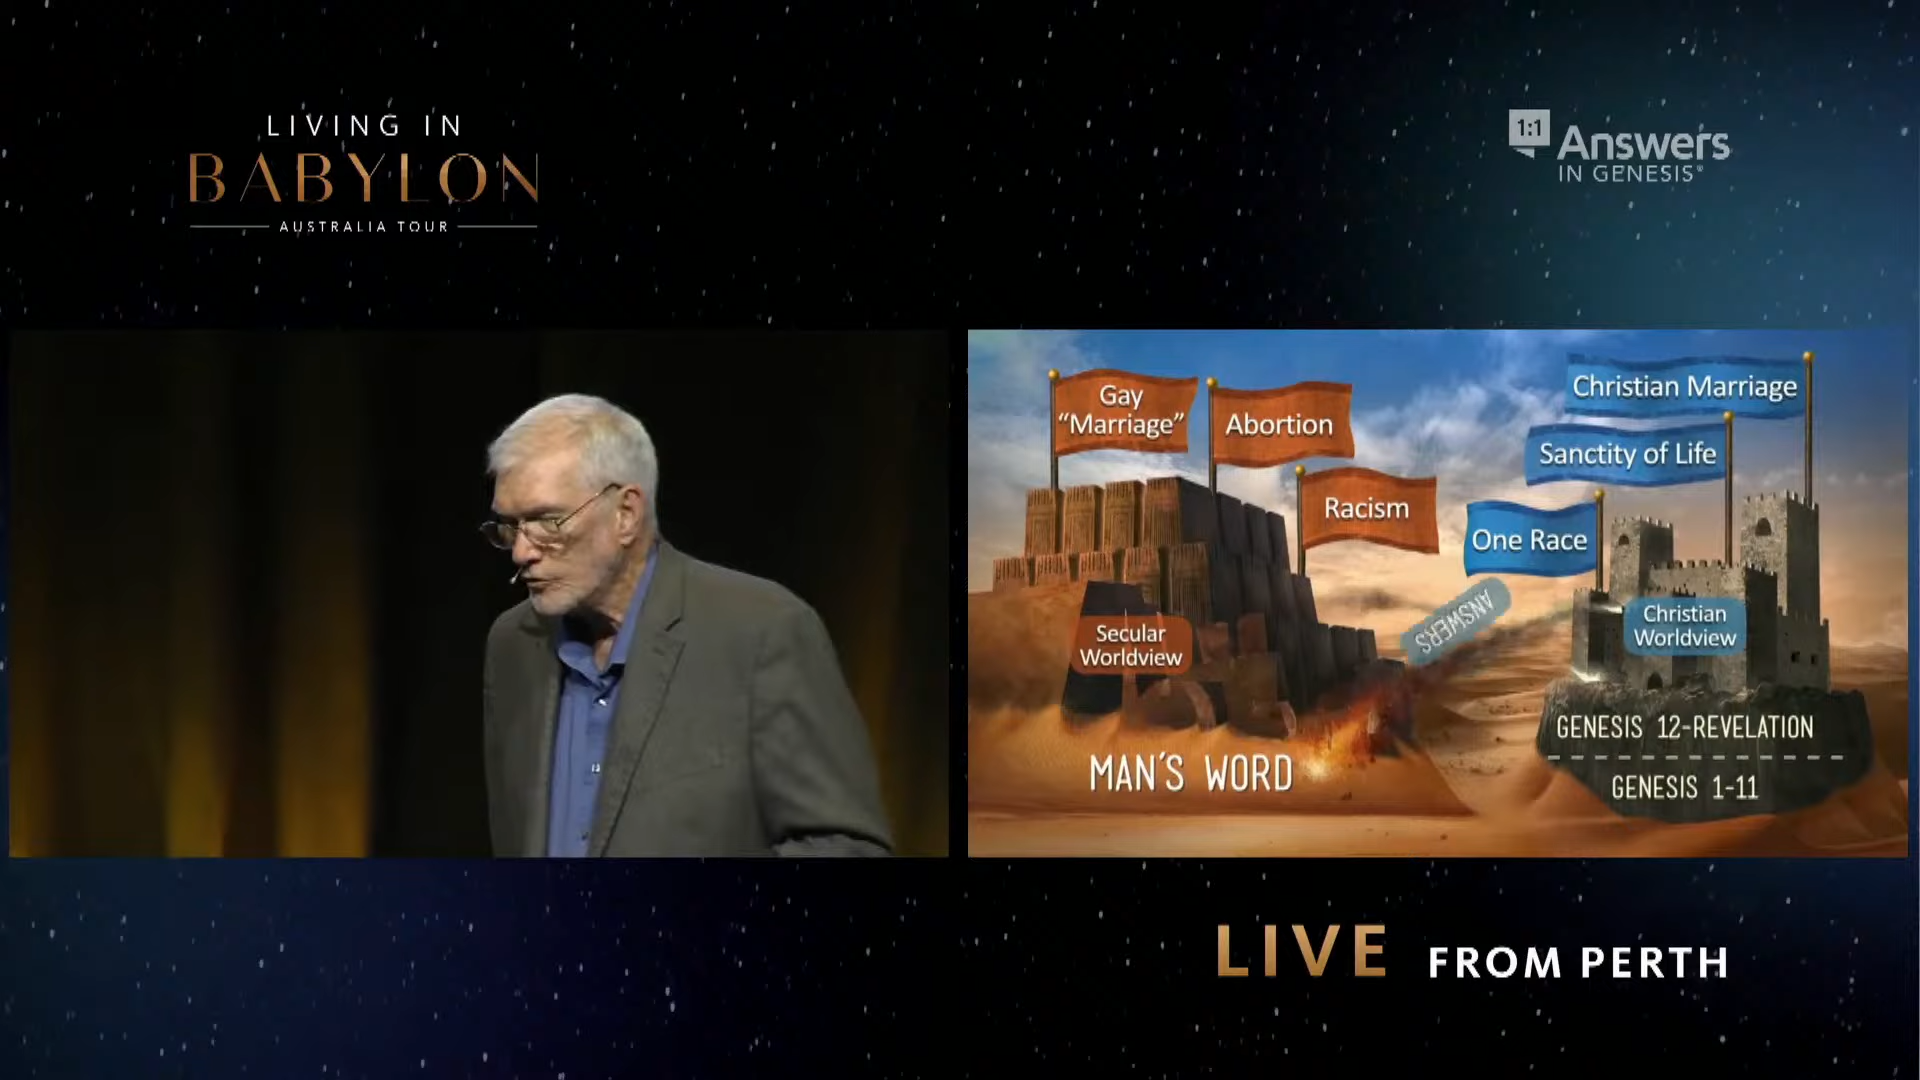 LIVING IN
BABYLON
AUSTRALIA TOUR
1:1
Answers
IN GENESIS®
Gay
“Marriage”
Abortion
Racism
Secular
Worldview
MAN'S WORD
Christian Marriage
Sanctity of Life
One Race
ANSWERS
Christian
Worldview
GENESIS 12-REVELATION
GENESIS 1-11
LIVE FROM PERTH